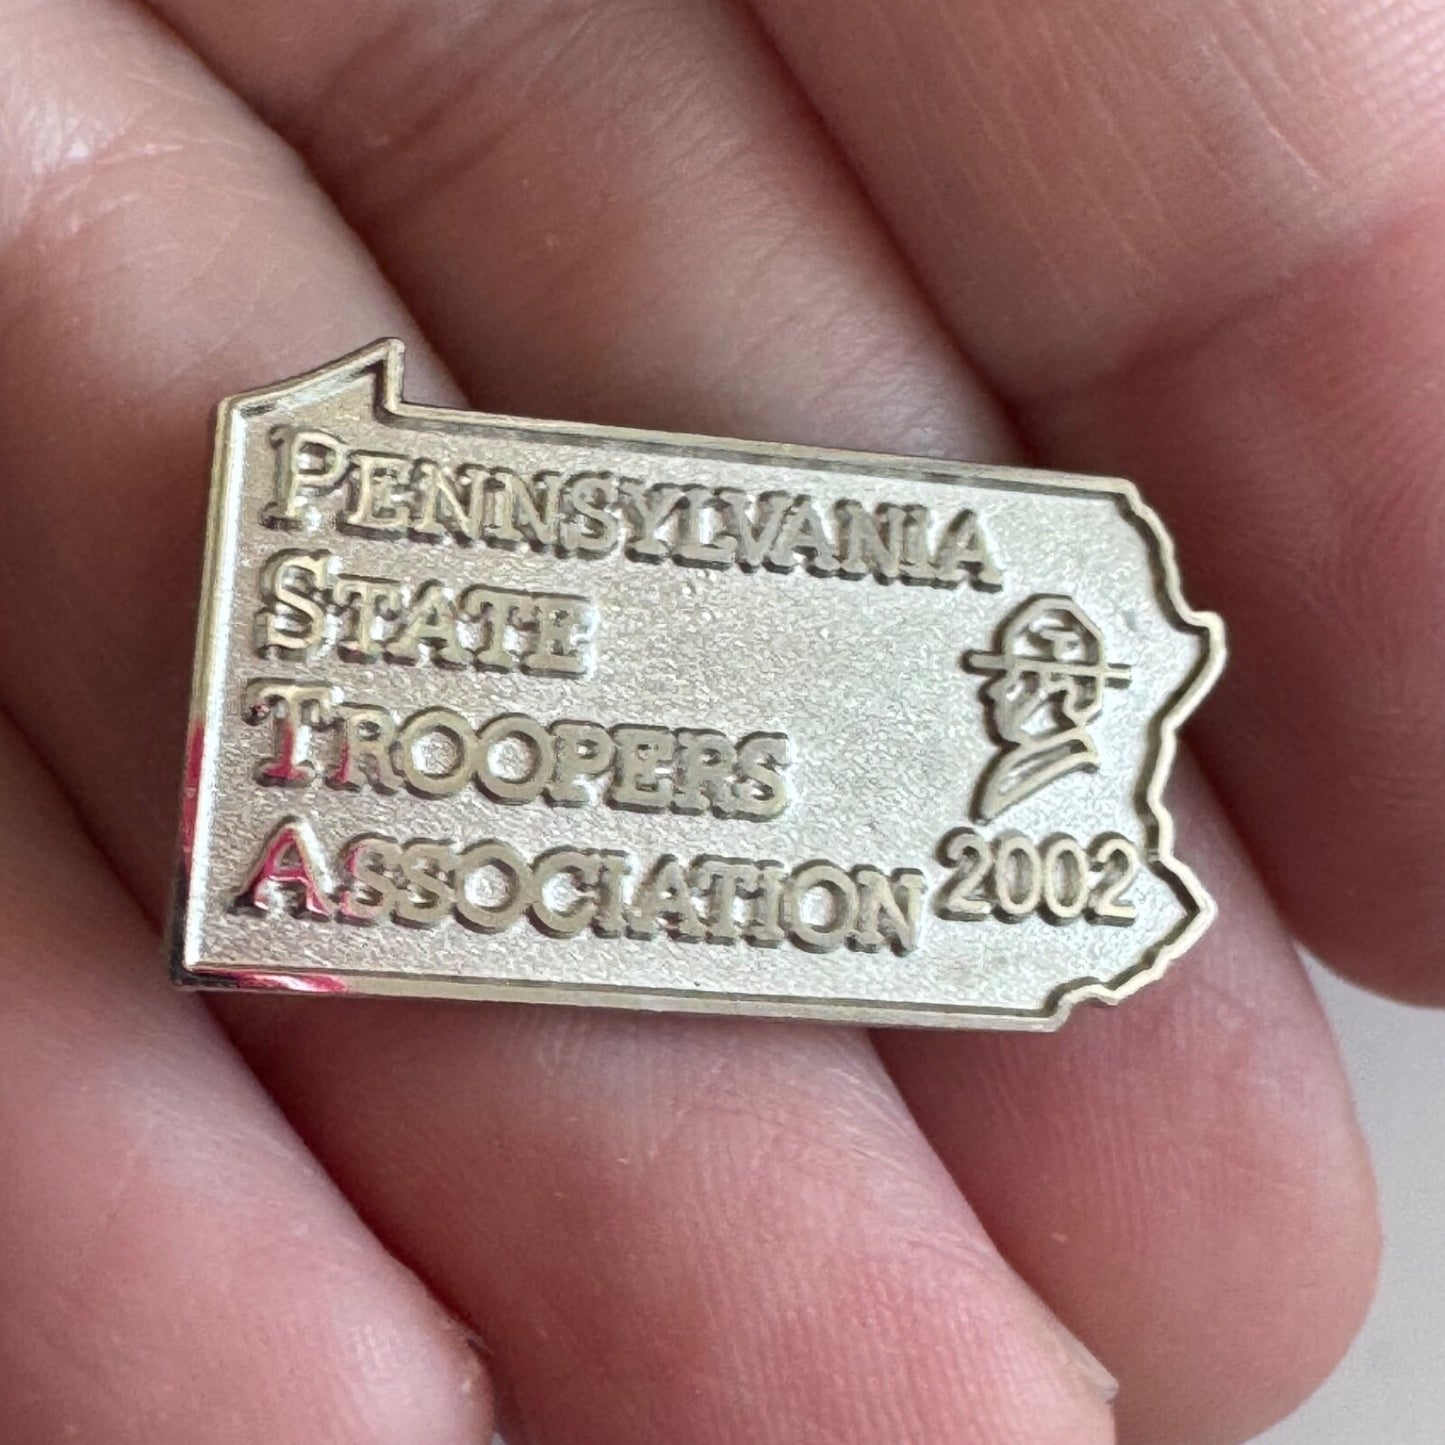 PENNSYLVANIA
STATE
TROOPERS
ASSOCIATION
2002